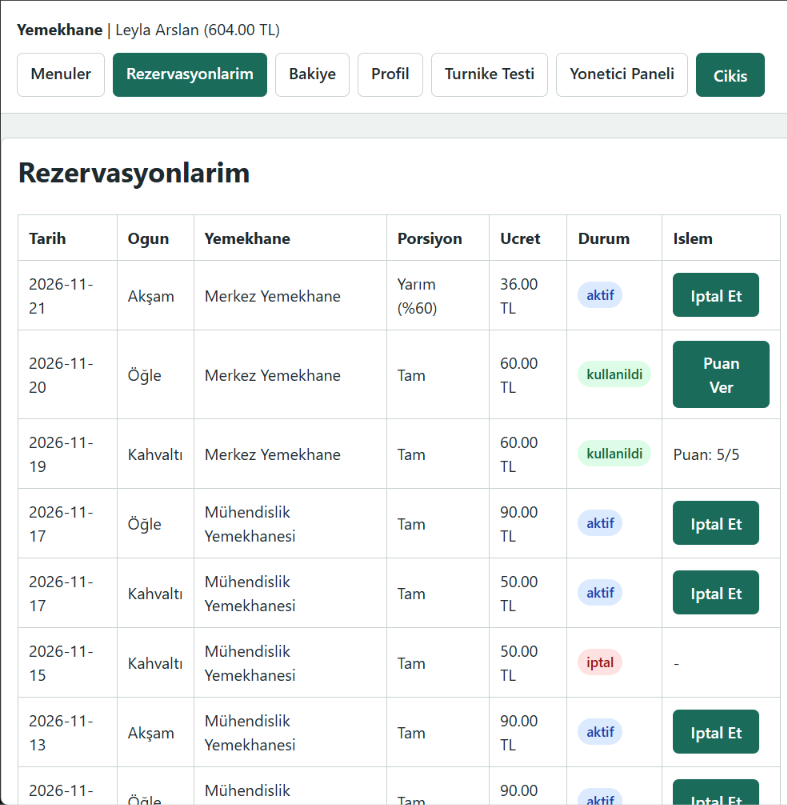 Yemekhane | Leyla Arslan (604.00 TL)
Menuler Rezervasyonlarim Bakiye Profil Turnike Testi Yonetici Paneli Cikis
Rezervasyonlarim
Tarih Ogun Yemekhane Porsiyon Ucret Durum Islem
2026-11-21 Akşam Merkez Yemekhane Yarım (%60) 36.00 TL aktif Iptal Et
2026-11-20 Öğle Merkez Yemekhane Tam 60.00 TL kullanildi Puan Ver
2026-11-19 Kahvaltı Merkez Yemekhane Tam 60.00 TL kullanildi Puan: 5/5
2026-11-17 Öğle Mühendislik Yemekhanesi Tam 90.00 TL aktif Iptal Et
2026-11-17 Kahvaltı Mühendislik Yemekhanesi Tam 50.00 TL aktif Iptal Et
2026-11-15 Kahvaltı Mühendislik Yemekhanesi Tam 50.00 TL iptal -
2026-11-13 Akşam Mühendislik Yemekhanesi Tam 90.00 TL aktif Iptal Et
2026-11- Öğle Mühendislik Tam 90.00 aktif Iptal Et